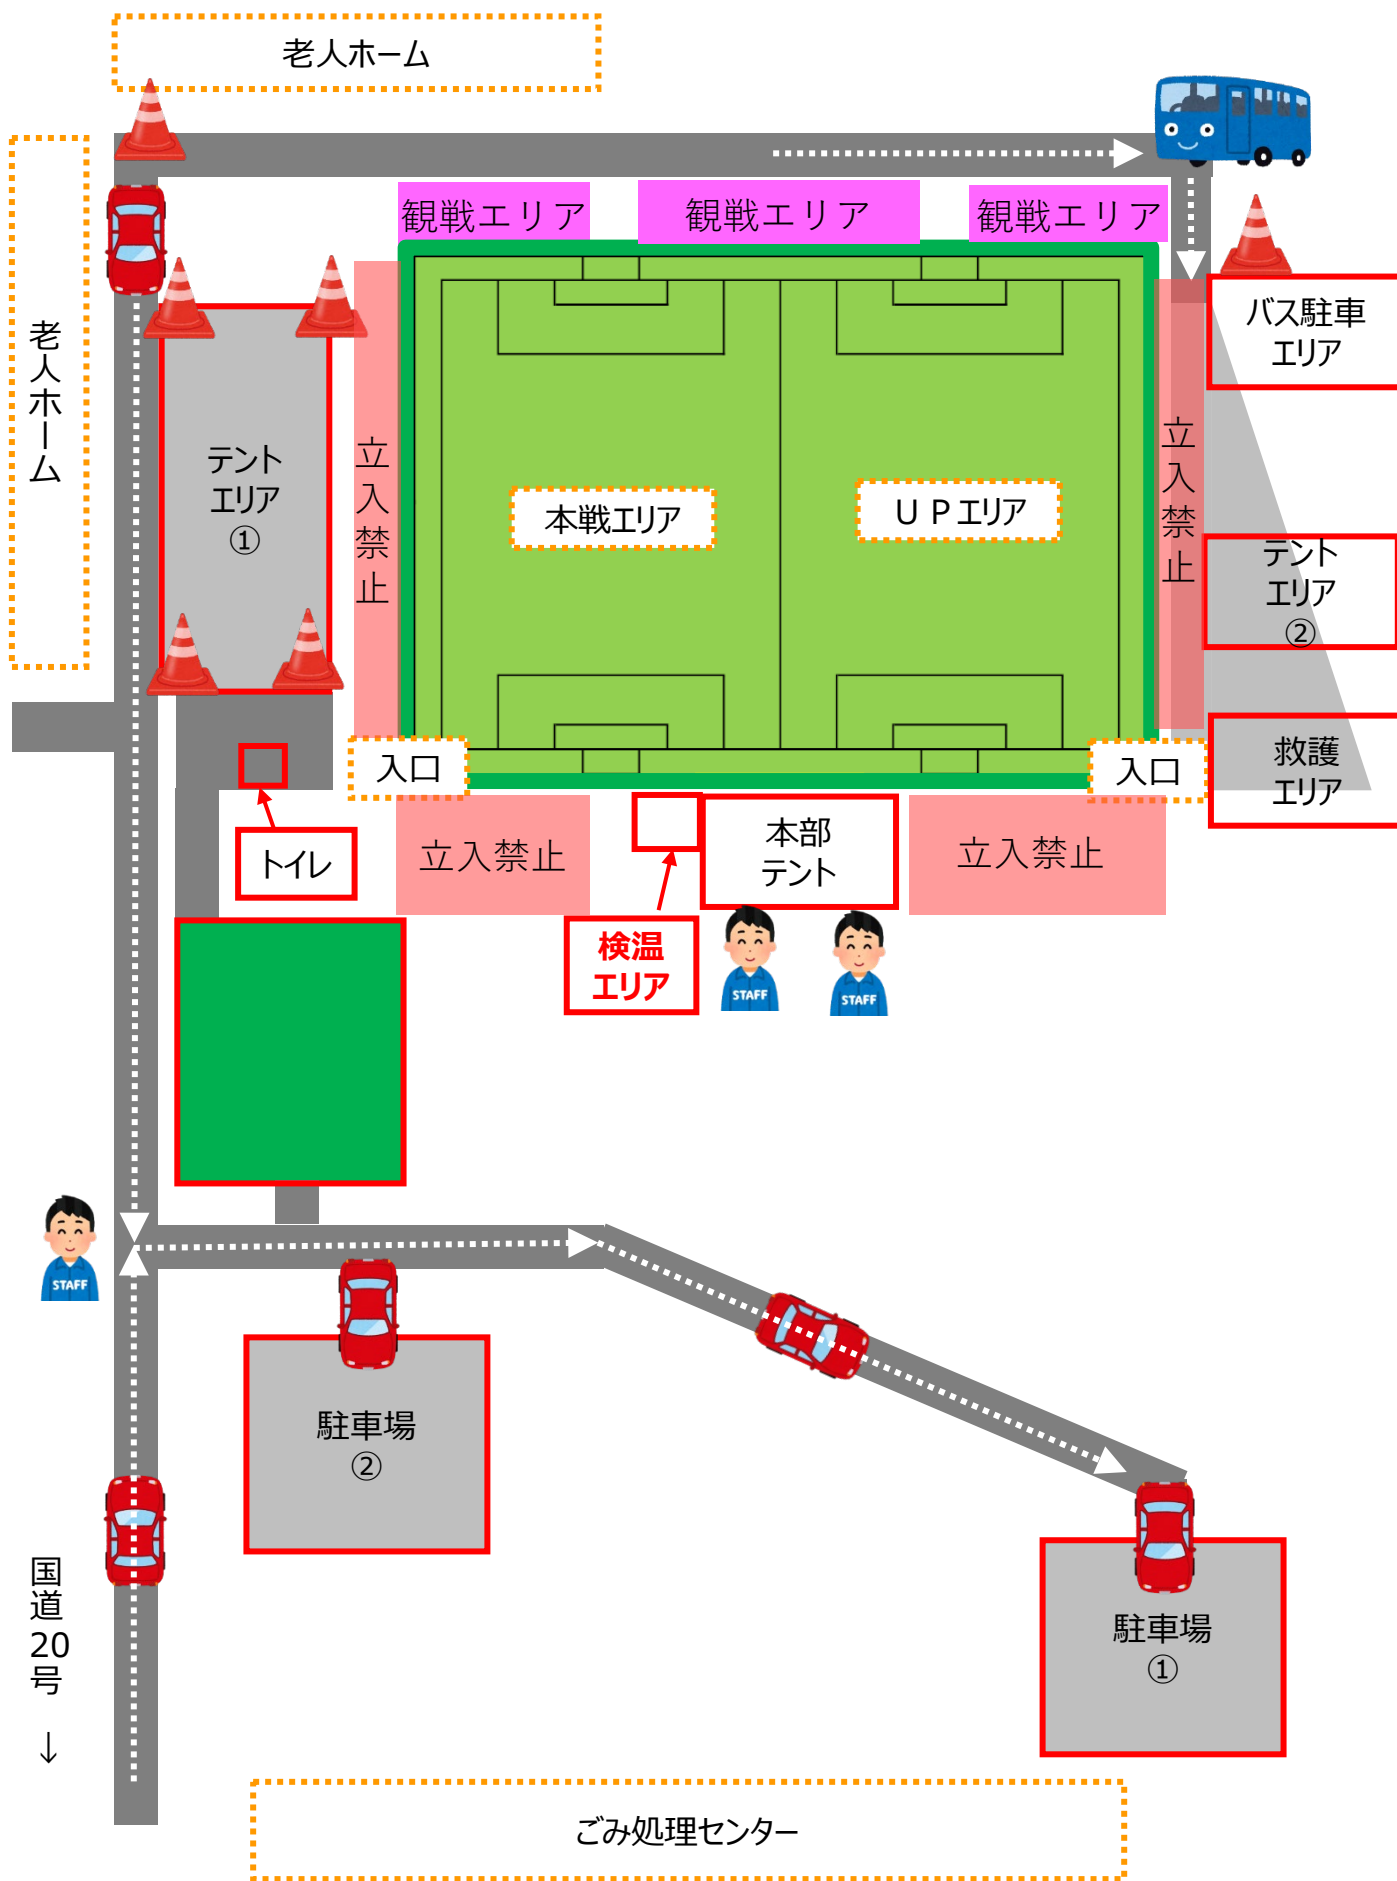 老人ホーム
老人ホーム
観戦エリア
観戦エリア
観戦エリア
バス駐車
エリア
テント
エリア
①
立入禁止
本戦エリア
ＵＰエリア
立入禁止
テント
エリア
②
入口
入口
救護
エリア
トイレ
立入禁止
本部
テント
立入禁止
検温
エリア
STAFF
STAFF
STAFF
駐車場
②
国道20号 ↓
駐車場
①
ごみ処理センター